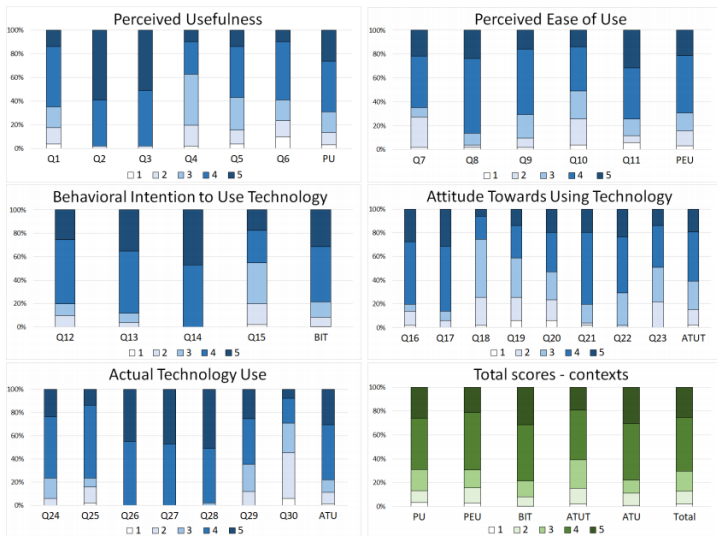 Perceived Usefulness
100%
80%
60%
40%
20%
0%
Q1 Q2 Q3 Q4 Q5 Q6 PU
1 2 3 4 5
Perceived Ease of Use
100%
80%
60%
40%
20%
0%
Q7 Q8 Q9 Q10 Q11 PEU
1 2 3 4 5
Behavioral Intention to Use Technology
100%
80%
60%
40%
20%
0%
Q12 Q13 Q14 Q15 BIT
1 2 3 4 5
Attitude Towards Using Technology
100%
80%
60%
40%
20%
0%
Q16 Q17 Q18 Q19 Q20 Q21 Q22 Q23 ATUT
1 2 3 4 5
Actual Technology Use
100%
80%
60%
40%
20%
0%
Q24 Q25 Q26 Q27 Q28 Q29 Q30 ATU
1 2 3 4 5
Total scores - contexts
100%
80%
60%
40%
20%
0%
PU PEU BIT ATUT ATU Total
1 2 3 4 5